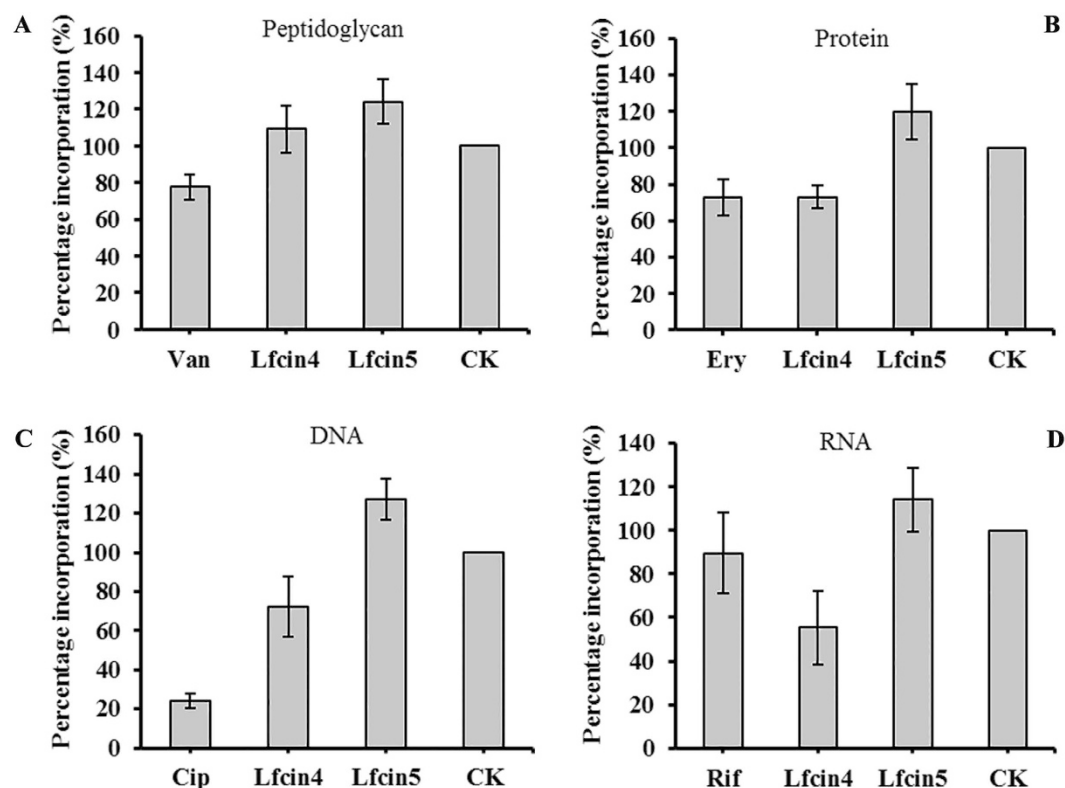 A
Peptidoglycan
Percentage incorporation (%)
160
140
120
100
80
60
40
20
0
Van Lfcin4 Lfcin5 CK
B
Protein
Percentage incorporation (%)
160
140
120
100
80
60
40
20
0
Ery Lfcin4 Lfcin5 CK
C
DNA
Percentage incorporation (%)
160
140
120
100
80
60
40
20
0
Cip Lfcin4 Lfcin5 CK
D
RNA
Percentage incorporation (%)
140
120
100
80
60
40
20
0
Rif Lfcin4 Lfcin5 CK